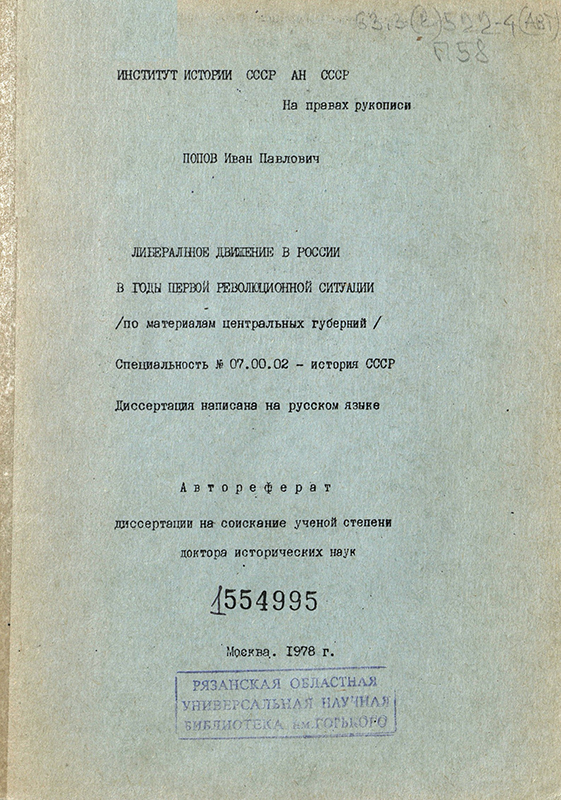 63.3(2)522-4(АВТ)
П58
ИНСТИТУТ ИСТОРИИ СССР АН СССР
На правах рукописи
ПОПОВ Иван Павлович
ЛИБЕРАЛЬНОЕ ДВИЖЕНИЕ В РОССИИ
В ГОДЫ ПЕРВОЙ РЕВОЛЮЦИОННОЙ СИТУАЦИИ
/по материалам центральных губерний/
Специальность № 07.00.02 - история СССР
Диссертация написана на русском языке
Автореферат
диссертации на соискание ученой степени
доктора исторических наук
1554995
Москва. 1978 г.
РЯЗАНСКАЯ ОБЛАСТНАЯ
УНИВЕРСАЛЬНАЯ НАУЧНАЯ
БИБЛИОТЕКА им.ГОРЬКОГО